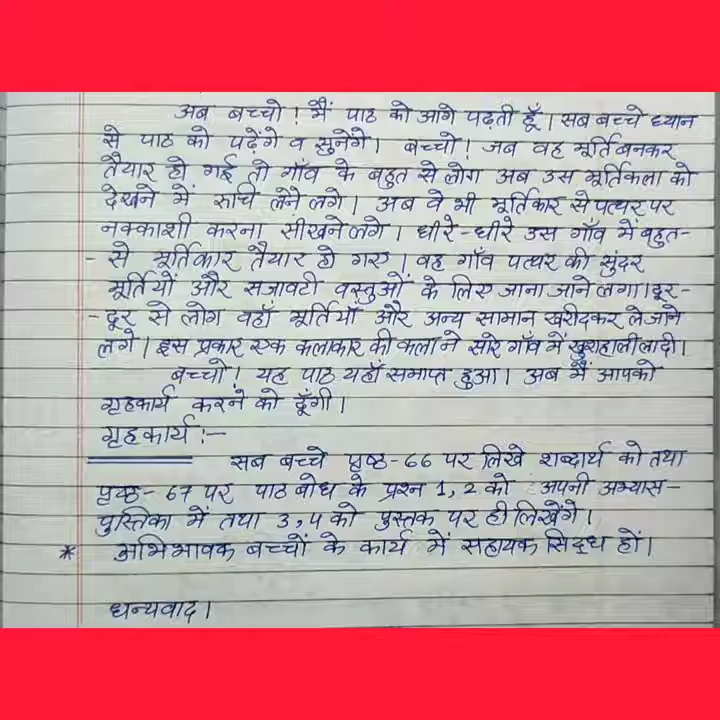 अब बच्चो! मैं पाठ को आगे पढ़ती हूँ। सब बच्चे ध्यान
से पाठ को पढ़ेंगे व सुनेंगे। बच्चो! जब वह मूर्ति बनकर
तैयार हो गई तो गाँव के बहुत से लोग अब उस मूर्तिकला को
देखने में रुचि लेने लगे। अब वे भी मूर्तिकार से पत्थर पर
नक्काशी करना सीखने लगे। धीरे-धीरे उस गाँव में बहुत-
- से मूर्तिकार तैयार हो गए। वह गाँव पत्थर की सुंदर
मूर्तियों और सजावटी वस्तुओं के लिए जाना जाने लगा। दूर-
- दूर से लोग वहाँ मूर्तियाँ और अन्य सामान खरीदकर ले जाने
लगे। इस प्रकार एक कलाकार की कला ने सारे गाँव में खुशहाली ला दी।
बच्चो! यह पाठ यहाँ समाप्त हुआ। अब मैं आपको
गृहकार्य करने को दूँगी।
गृहकार्य :-
सब बच्चे पृष्ठ-66 पर लिखे शब्दार्थ को तथा
पृष्ठ-67 पर पाठ बोध के प्रश्न 1,2 को अपनी अभ्यास-
पुस्तिका में तथा 3,4 को पुस्तक पर ही लिखेंगे।
* अभिभावक बच्चों के कार्य में सहायक सिद्ध हों।
धन्यवाद।